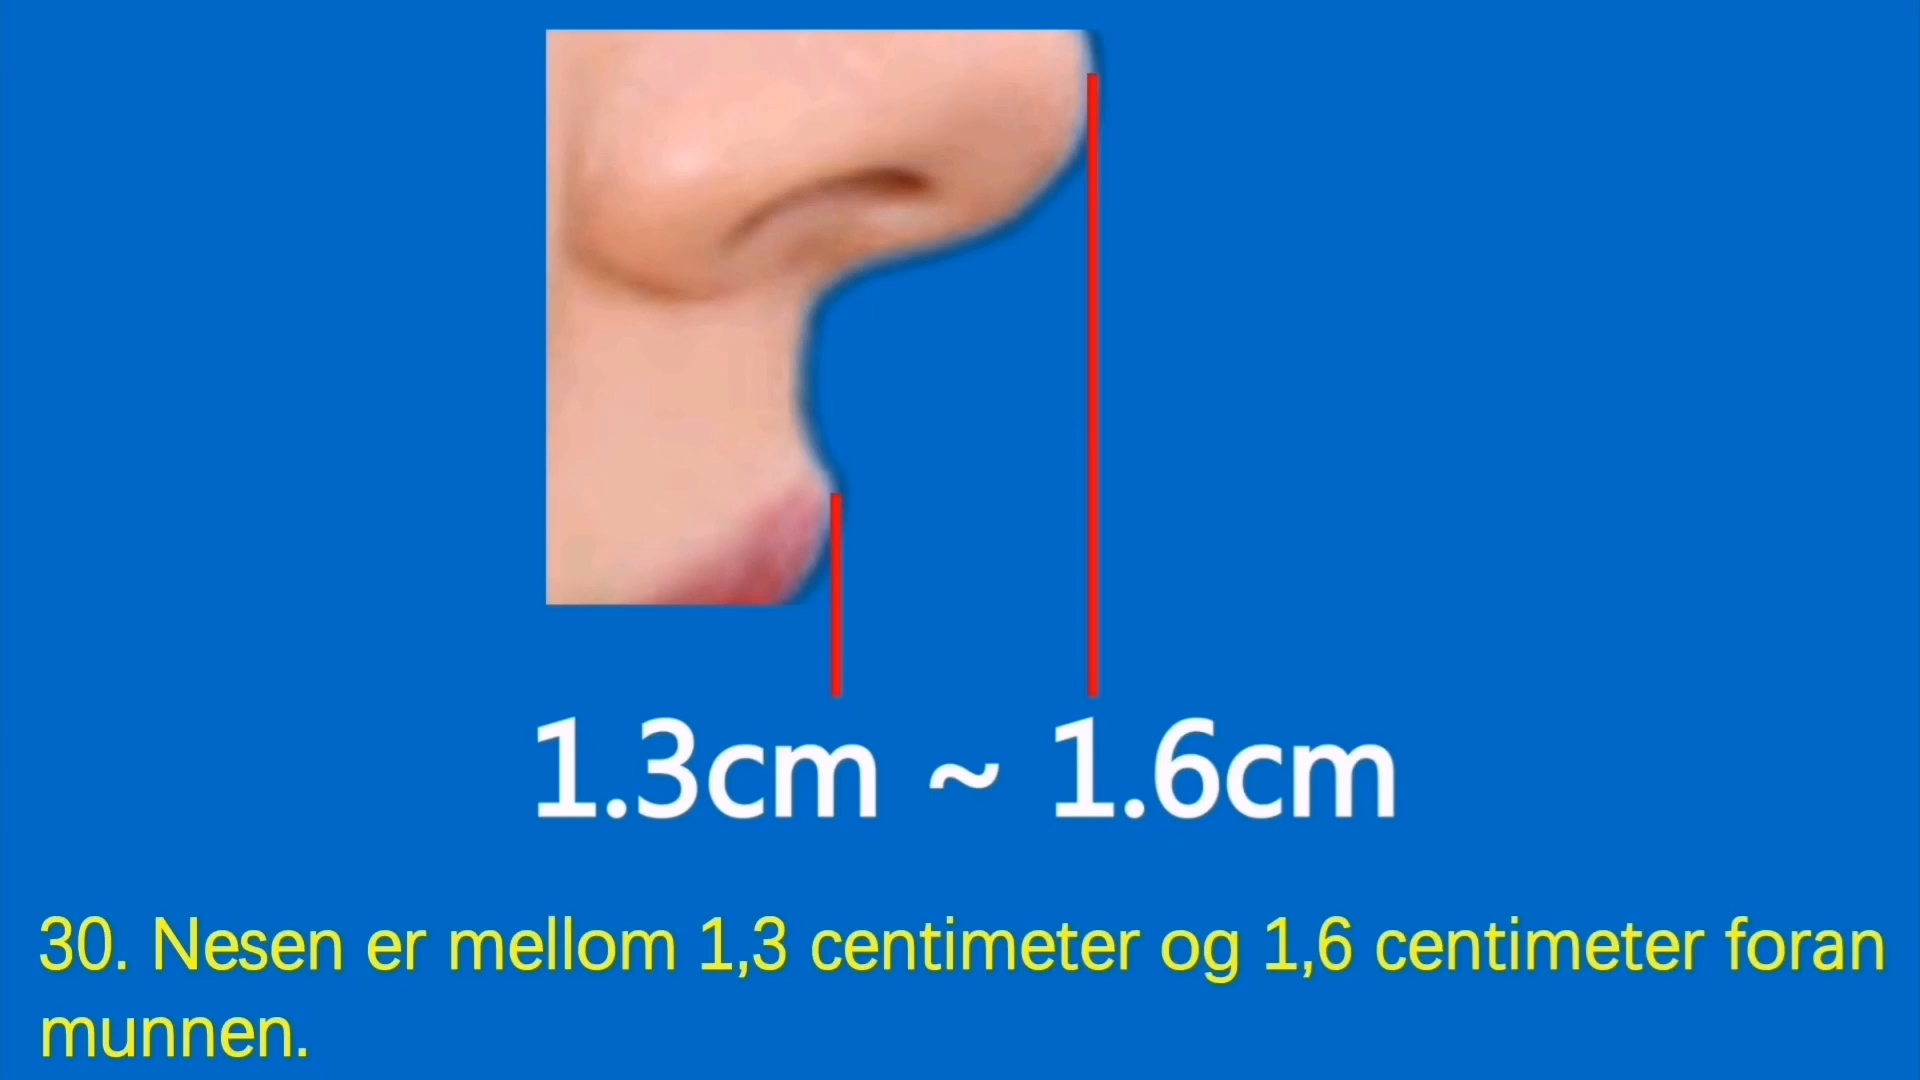 1.3cm ~ 1.6cm
30. Nesen er mellom 1,3 centimeter og 1,6 centimeter foran
munnen.